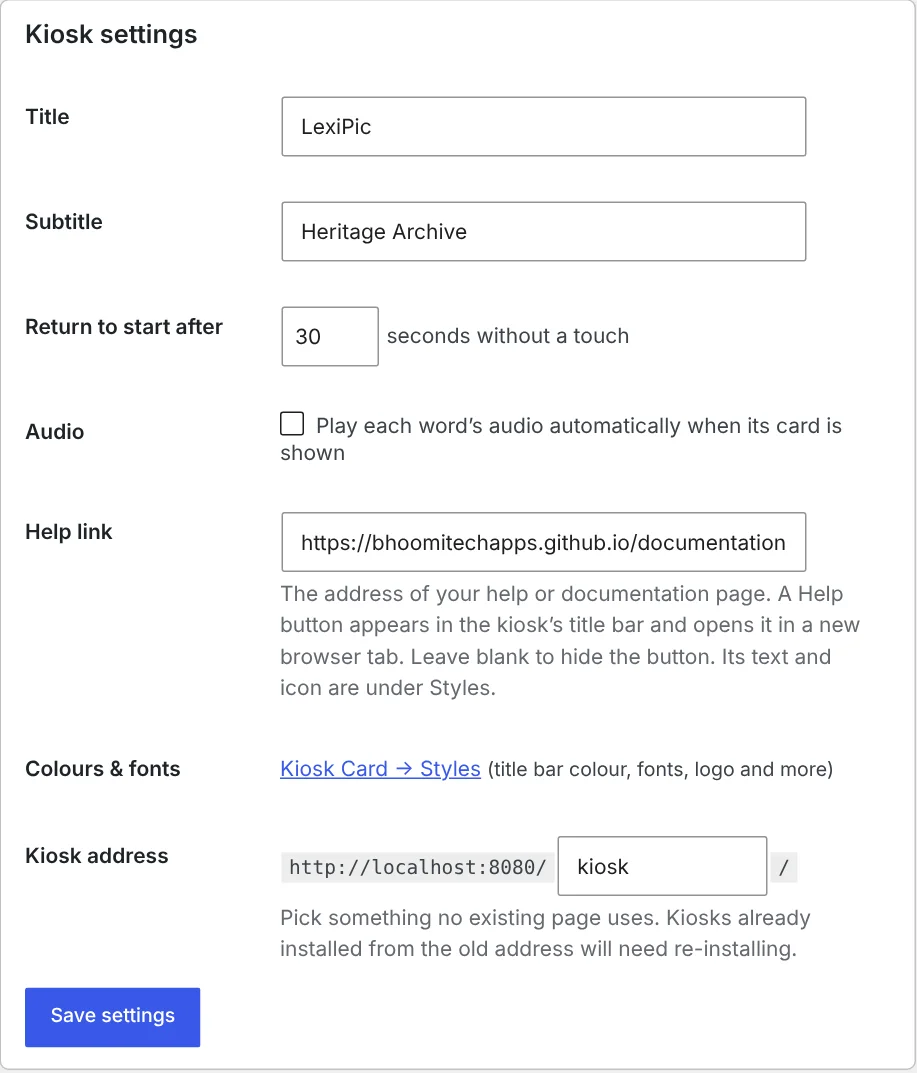 Kiosk settings
Title
LexiPic
Subtitle
Heritage Archive
Return to start after
30 seconds without a touch
Audio
Play each word’s audio automatically when its card is
shown
Help link
https://bhoomitechapps.github.io/documentation
The address of your help or documentation page. A Help
button appears in the kiosk’s title bar and opens it in a new
browser tab. Leave blank to hide the button. Its text and
icon are under Styles.
Colours & fonts
Kiosk Card → Styles (title bar colour, fonts, logo and more)
Kiosk address
http://localhost:8080/ kiosk /
Pick something no existing page uses. Kiosks already
installed from the old address will need re-installing.
Save settings